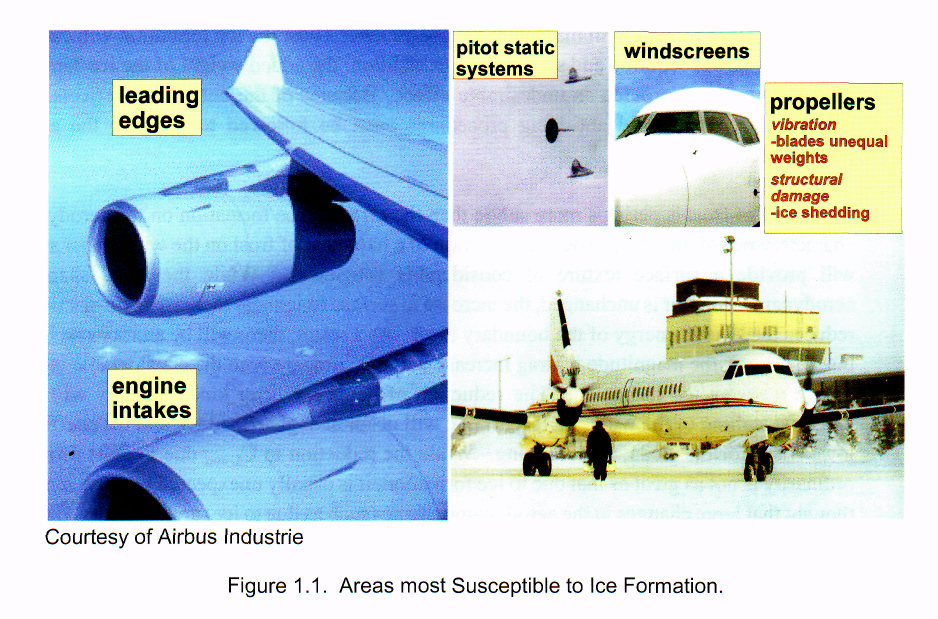 leading
edges
pitot static
systems
windscreens
propellers
vibration
-blades unequal
weights
structural
damage
-ice shedding
engine
intakes
Courtesy of Airbus Industrie
Figure 1.1. Areas most Susceptible to Ice Formation.